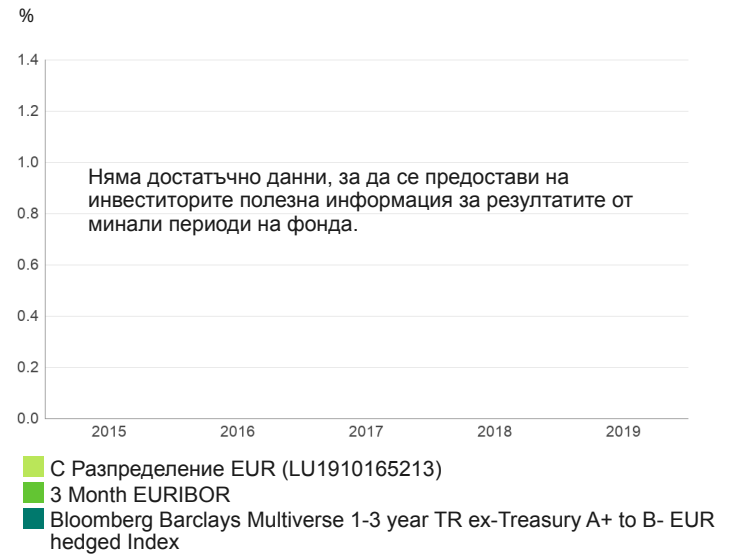 %
1.4
1.2
1.0
Няма достатъчно данни, за да се предостави на
инвеститорите полезна информация за резултатите от
0.8
минали периоди на фонда.
0.6
0.4
0.2
0.0
2015 2016 2017 2018 2019
C Разпределение EUR (LU1910165213)
3 Month EURIBOR
Bloomberg Barclays Multiverse 1-3 year TR ex-Treasury A+ to B- EUR
hedged Index